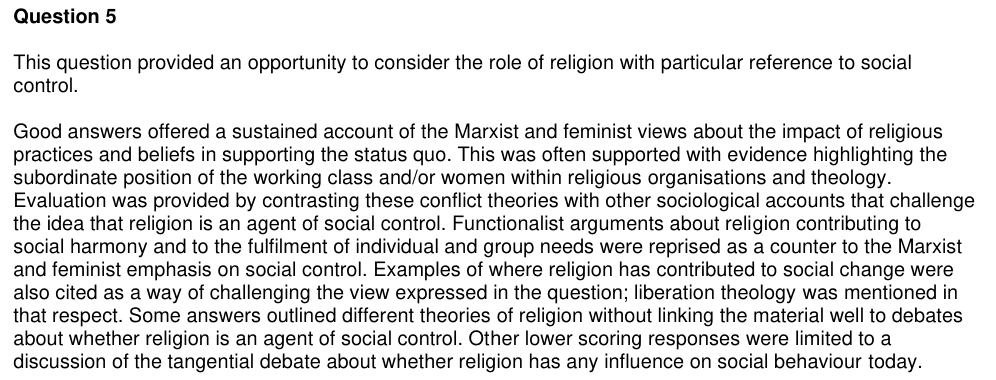 Question 5
This question provided an opportunity to consider the role of religion with particular reference to social
control.
Good answers offered a sustained account of the Marxist and feminist views about the impact of religious
practices and beliefs in supporting the status quo. This was often supported with evidence highlighting the
subordinate position of the working class and/or women within religious organisations and theology.
Evaluation was provided by contrasting these conflict theories with other sociological accounts that challenge
the idea that religion is an agent of social control. Functionalist arguments about religion contributing to
social harmony and to the fulfilment of individual and group needs were reprised as a counter to the Marxist
and feminist emphasis on social control. Examples of where religion has contributed to social change were
also cited as a way of challenging the view expressed in the question; liberation theology was mentioned in
that respect. Some answers outlined different theories of religion without linking the material well to debates
about whether religion is an agent of social control. Other lower scoring responses were limited to a
discussion of the tangential debate about whether religion has any influence on social behaviour today.